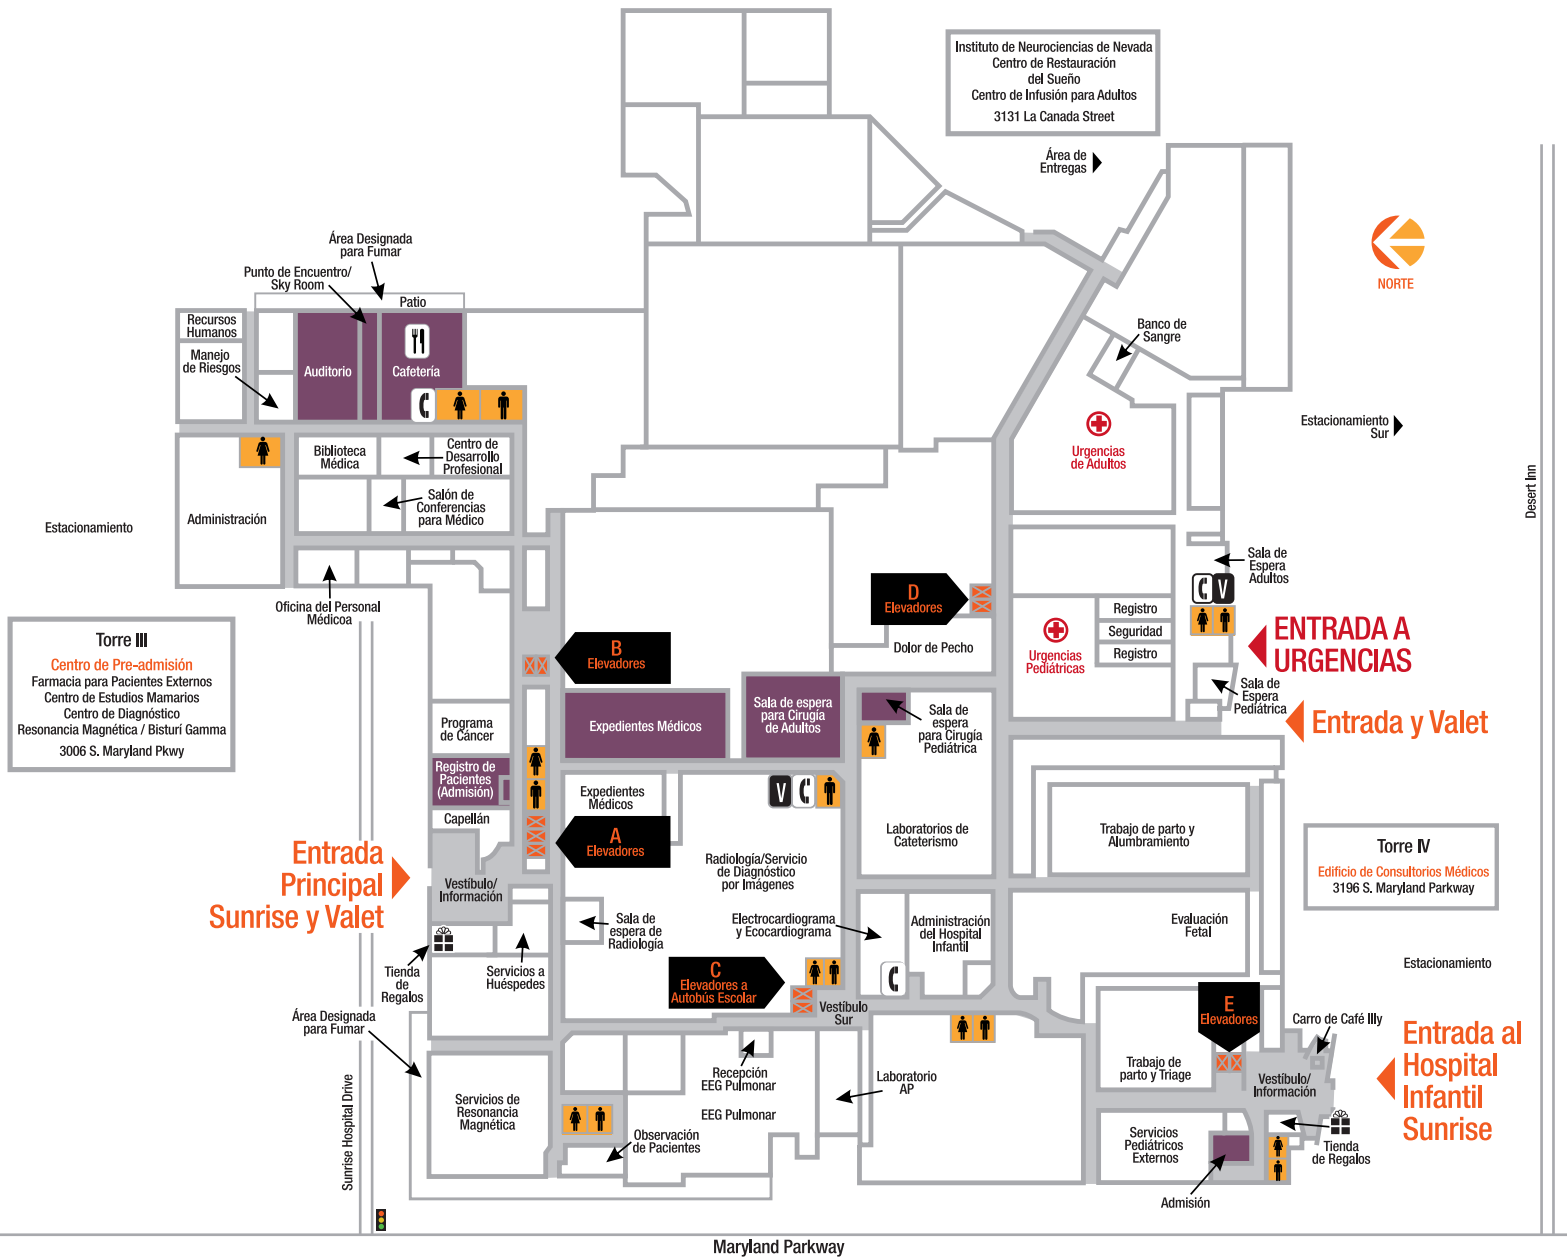 Instituto de Neurociencias de Nevada
Centro de Restauración
del Sueño
Centro de Infusión para Adultos
3131 La Canada Street
Área de
Entregas
NORTE
Área Designada
para Fumar
Punto de Encuentro/
Sky Room
Patio
Recursos
Humanos
Manejo
de Riesgos
Auditorio
Cafetería
Banco de
Sangre
Estacionamiento
Sur
Urgencias
de Adultos
Biblioteca
Médica
Centro de
Desarrollo
Profesional
Salón de
Conferencias
para Médico
Administración
Estacionamiento
Desert Inn
Oficina del Personal
Médicoa
Sala de
Espera
Adultos
V
D
Elevadores
Registro
Seguridad
Registro
Urgencias
Pediátricas
ENTRADA A
URGENCIAS
Dolor de Pecho
Torre III
Centro de Pre-admisión
Farmacia para Pacientes Externos
Centro de Estudios Mamarios
Centro de Diagnóstico
Resonancia Magnética / Bisturí Gamma
3006 S. Maryland Pkwy
B
Elevadores
Sala de
Espera
Pediátrica
Entrada y Valet
Expedientes Médicos
Sala de espera
para Cirugía
de Adultos
Sala de
espera
para Cirugía
Pediátrica
Programa
de Cáncer
Registro de
Pacientes
(Admisión)
Capellán
Expedientes
Médicos
V
A
Elevadores
Laboratorios de
Cateterismo
Trabajo de parto y
Alumbramiento
Torre IV
Edificio de Consultorios Médicos
3196 S. Maryland Parkway
Entrada
Principal
Sunrise y Valet
Vestíbulo/
Información
Radiología/Servicio
de Diagnóstico
por Imágenes
Sala de
espera de
Radiología
Electrocardiograma
y Ecocardiograma
Administración
del Hospital
Infantil
Evaluación
Fetal
Estacionamiento
Tienda
de
Regalos
Servicios a
Huéspedes
C
Elevadores a
Autobús Escolar
Vestíbulo
Sur
E
Elevadores
Área Designada
para Fumar
Carro de Café Illy
Entrada al
Hospital
Infantil
Sunrise
Recepción
EEG Pulmonar
EEG Pulmonar
Laboratorio
AP
Trabajo de
parto y Triage
Vestíbulo/
Información
Servicios de
Resonancia
Magnética
Observación
de Pacientes
Servicios
Pediátricos
Externos
Tienda
de Regalos
Admisión
Sunrise Hospital Drive
Maryland Parkway